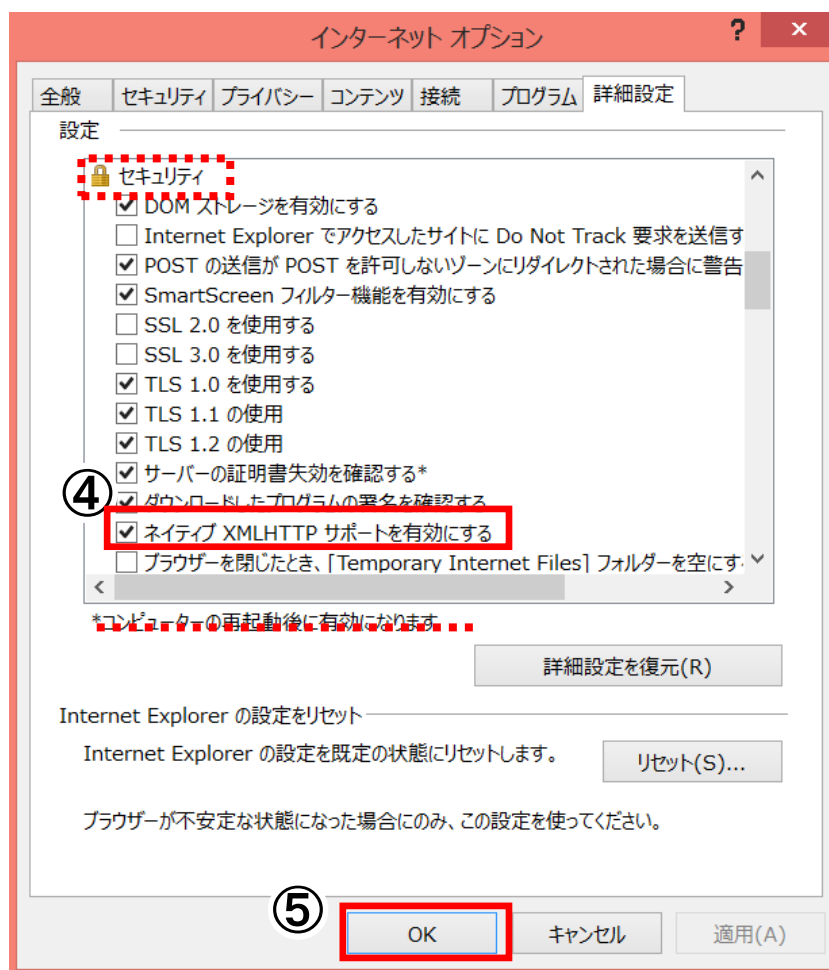 インターネット オプション ? ×
全般 セキュリティ プライバシー コンテンツ 接続 プログラム 詳細設定
設定
セキュリティ
DOM ストレージを有効にする
Internet Explorer でアクセスしたサイトに Do Not Track 要求を送信す
POST の送信が POST を許可しないゾーンにリダイレクトされた場合に警告
SmartScreen フィルター機能を有効にする
SSL 2.0 を使用する
SSL 3.0 を使用する
TLS 1.0 を使用する
TLS 1.1 の使用
TLS 1.2 の使用
サーバーの証明書失効を確認する*
④
ダウンロードしたプログラムの署名を確認する
ネイティブ XMLHTTP サポートを有効にする
ブラウザーを閉じたとき、[Temporary Internet Files] フォルダーを空にす
*コンピューターの再起動後に有効になります
詳細設定を復元(R)
Internet Explorer の設定をリセット
Internet Explorer の設定を既定の状態にリセットします。
リセット(S)...
ブラウザーが不安定な状態になった場合にのみ、この設定を使ってください。
⑤
OK キャンセル 適用(A)